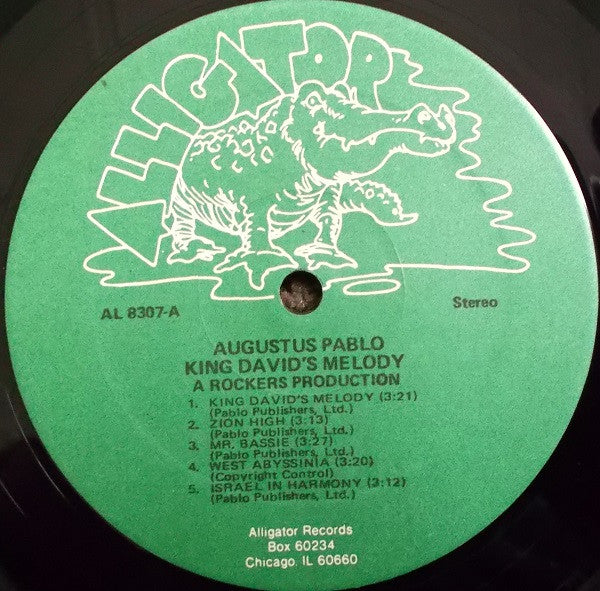 ALLIGATOR
AL 8307-A
Stereo
AUGUSTUS PABLO
KING DAVID'S MELODY
A ROCKERS PRODUCTION
1. KING DAVID'S MELODY (3:21)
(Pablo Publishers, Ltd.)
2. ZION HIGH (3:13)
(Pablo Publishers, Ltd.)
3. MR. BASSIE (3:27)
(Pablo Publishers, Ltd.)
4. WEST ABYSSINIA (3:20)
(Copyright Control)
5. ISRAEL IN HARMONY (3:12)
(Pablo Publishers, Ltd.)
Alligator Records
Box 60234
Chicago, IL 60660